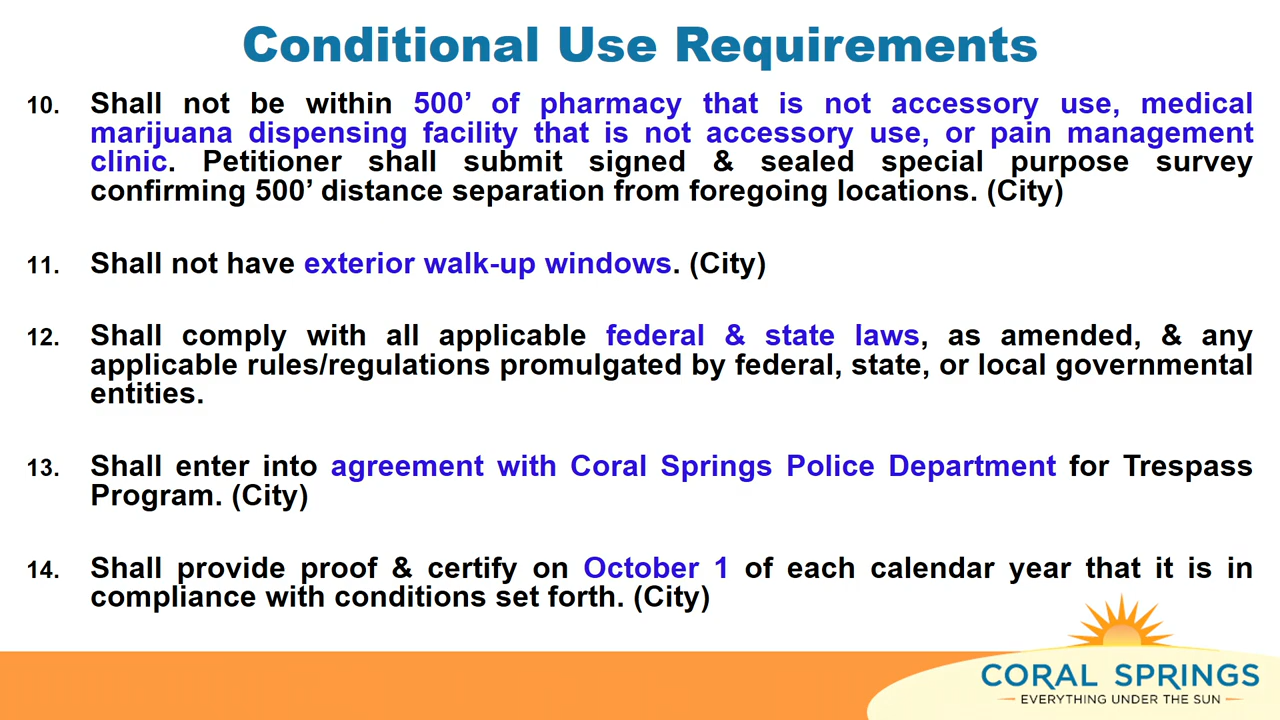 Conditional Use Requirements
10. Shall not be within 500’ of pharmacy that is not accessory use, medical
marijuana dispensing facility that is not accessory use, or pain management
clinic. Petitioner shall submit signed & sealed special purpose survey
confirming 500’ distance separation from foregoing locations. (City)
11. Shall not have exterior walk-up windows. (City)
12. Shall comply with all applicable federal & state laws, as amended, & any
applicable rules/regulations promulgated by federal, state, or local governmental
entities.
13. Shall enter into agreement with Coral Springs Police Department for Trespass
Program. (City)
14. Shall provide proof & certify on October 1 of each calendar year that it is in
compliance with conditions set forth. (City)
CORAL SPRINGS
EVERYTHING UNDER THE SUN